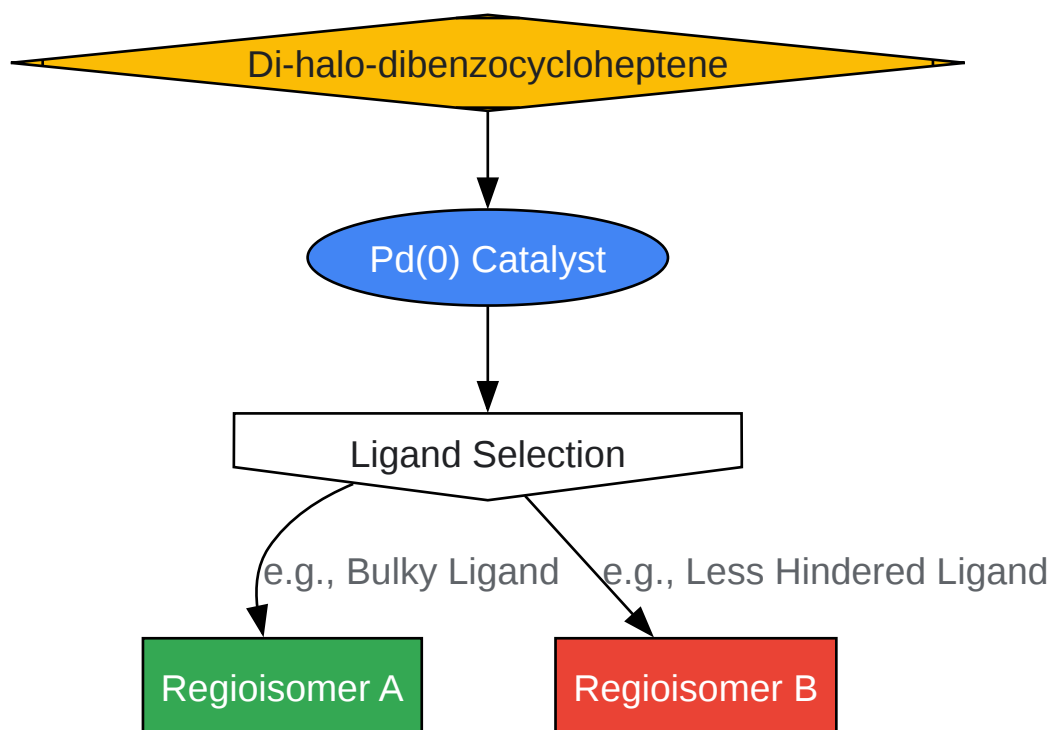 Di-halo-dibenzocycloheptene
Pd(0) Catalyst
Ligand Selection
e.g., Bulky Ligand
e.g., Less Hindered Ligand
Regioisomer A
Regioisomer B